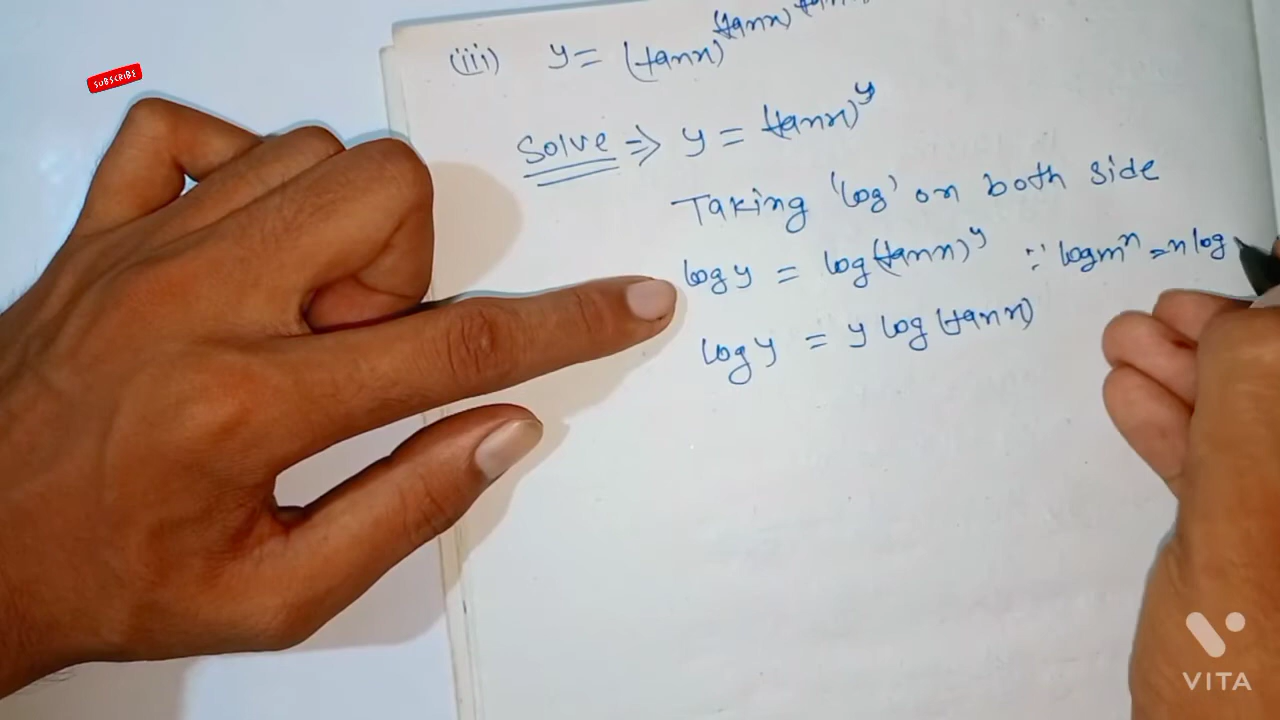 SUBSCRIBE
(iii) y = (tanx)^(tanx)^tanx
Solve ⇒ y = (tanx)^y
Taking 'log' on both side
log y = log(tanx)^y ∵ log m^n = n log
log y = y log(tanx)
VITA